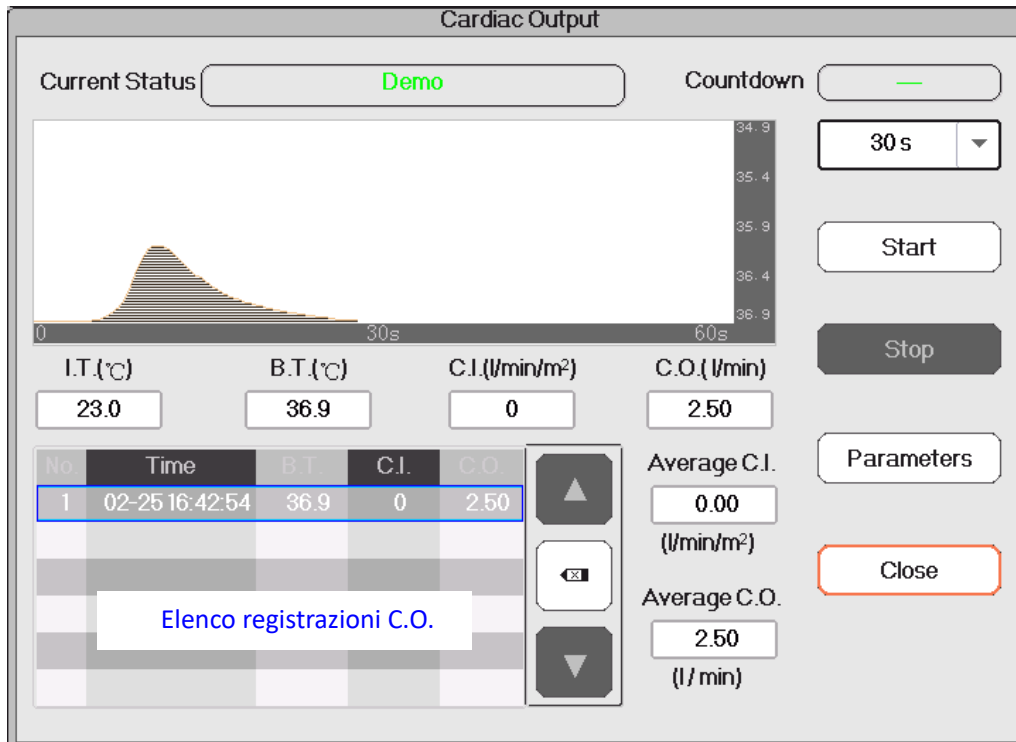 Cardiac Output
Current Status Demo Countdown —
30 s
34.9
35.4
35.9
36.4
36.9
0 30s 60s
Start
Stop
I.T.(℃) B.T.(℃) C.I.(l/min/m²) C.O.( l/min)
23.0 36.9 0 2.50
No. Time B.T. C.I. C.O.
1 02-25 16:42:54 36.9 0 2.50
Elenco registrazioni C.O.
Average C.I.
0.00
(l/min/m²)
Average C.O.
2.50
(l / min)
Parameters
Close